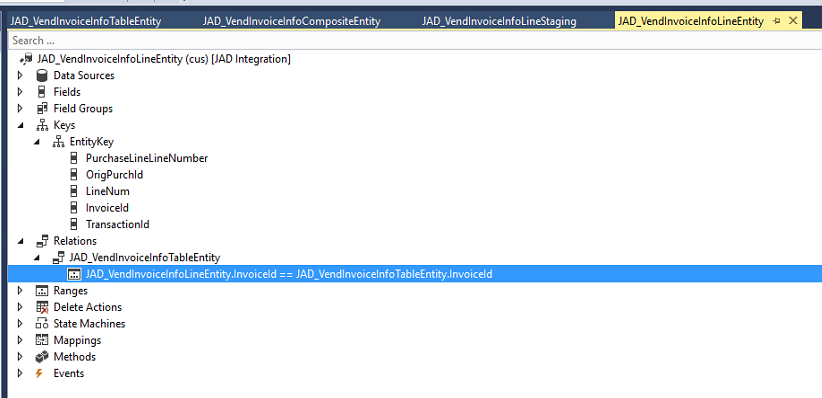 JAD_VendInvoiceInfoTableEntity JAD_VendInvoiceInfoCompositeEntity JAD_VendInvoiceInfoLineStaging JAD_VendInvoiceInfoLineEntity
Search ...
JAD_VendInvoiceInfoLineEntity (cus) [JAD Integration]
Data Sources
Fields
Field Groups
Keys
EntityKey
PurchaseLineLineNumber
OrigPurchId
LineNum
InvoiceId
TransactionId
Relations
JAD_VendInvoiceInfoTableEntity
JAD_VendInvoiceInfoLineEntity.InvoiceId == JAD_VendInvoiceInfoTableEntity.InvoiceId
Ranges
Delete Actions
State Machines
Mappings
Methods
Events